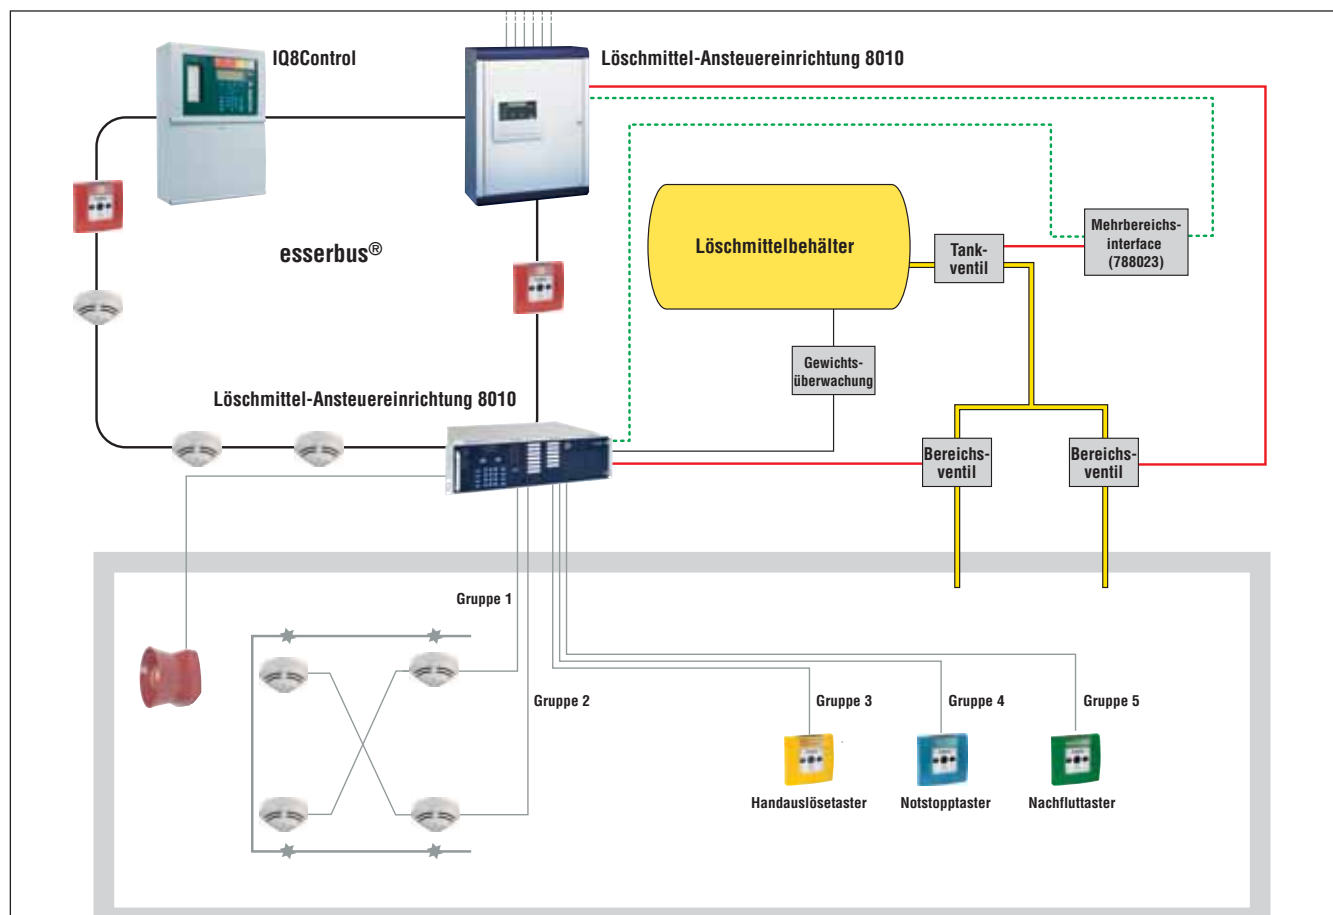 IQ8Control
Löschmittel-Ansteuereinrichtung 8010
esserbus®
Löschmittelbehälter
Tank-
ventil
Mehrbereichs-
interface
(788023)
Gewichts-
überwachung
Löschmittel-Ansteuereinrichtung 8010
Bereichs-
ventil
Bereichs-
ventil
Gruppe 1
Gruppe 2
Gruppe 3
Gruppe 4
Gruppe 5
Handauslösetaster
Notstopptaster
Nachfluttaster